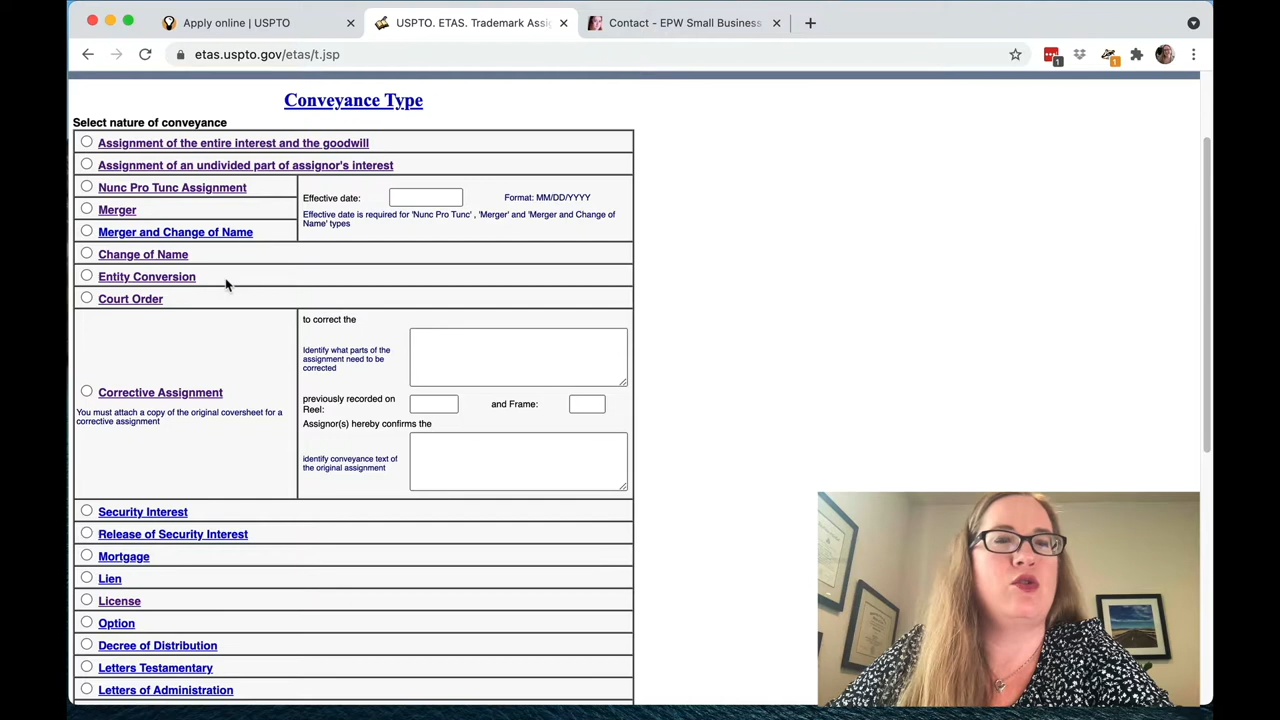 Apply online | USPTO
USPTO. ETAS. Trademark Assi
Contact - EPW Small Business
etas.uspto.gov/etas/t.jsp
1
1
Conveyance Type
Select nature of conveyance
Assignment of the entire interest and the goodwill
Assignment of an undivided part of assignor's interest
Nunc Pro Tunc Assignment
Merger
Merger and Change of Name
Effective date:
Format: MM/DD/YYYY
Effective date is required for 'Nunc Pro Tunc' , 'Merger' and 'Merger and Change of
Name' types
Change of Name
Entity Conversion
Court Order
Corrective Assignment
You must attach a copy of the original coversheet for a
corrective assignment
to correct the
Identify what parts of the
assignment need to be
corrected
previously recorded on
Reel:
and Frame:
Assignor(s) hereby confirms the
identify conveyance text of
the original assignment
Security Interest
Release of Security Interest
Mortgage
Lien
License
Option
Decree of Distribution
Letters Testamentary
Letters of Administration